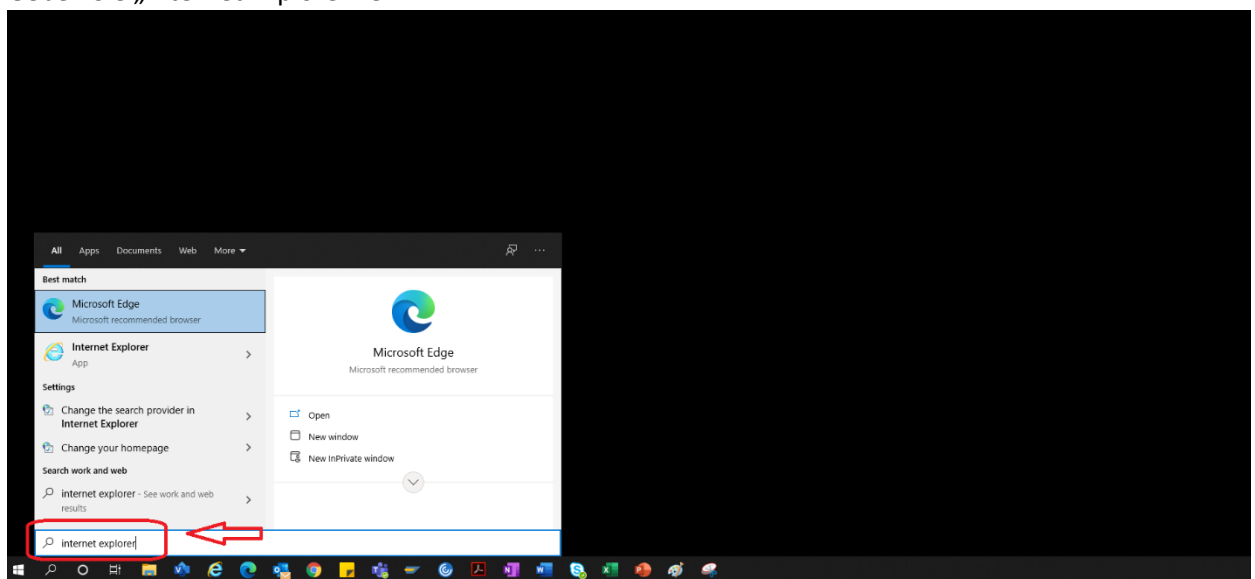 All Apps Documents Web More
Best match
Microsoft Edge
Microsoft recommended browser
Internet Explorer
App
Settings
Change the search provider in
Internet Explorer
Change your homepage
Search work and web
internet explorer - See work and web
results
internet explorer
Microsoft Edge
Microsoft recommended browser
Open
New window
New InPrivate window